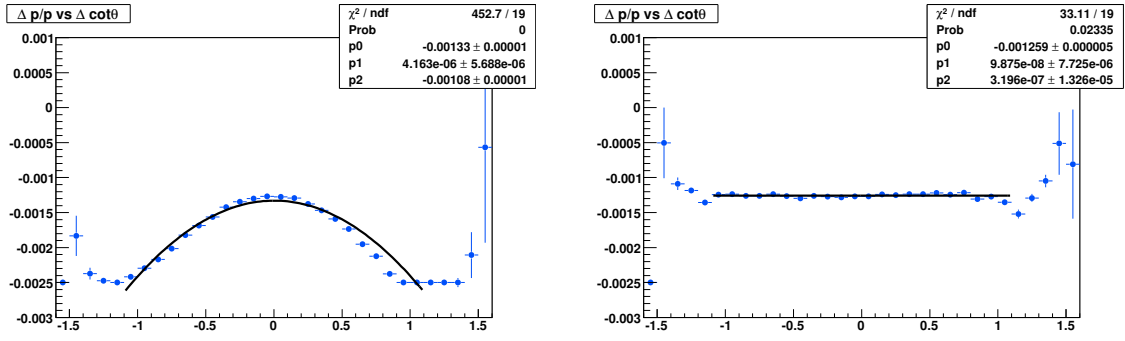 Δ p/p vs Δ cotθ
χ² / ndf 452.7 / 19
Prob 0
p0 -0.00133 ± 0.00001
p1 4.163e-06 ± 5.688e-06
p2 -0.00108 ± 0.00001
0.001
0.0005
0
-0.0005
-0.001
-0.0015
-0.002
-0.0025
-0.003
-1.5 -1 -0.5 0 0.5 1 1.5
Δ p/p vs Δ cotθ
χ² / ndf 33.11 / 19
Prob 0.02335
p0 -0.001259 ± 0.000005
p1 9.875e-08 ± 7.725e-06
p2 3.196e-07 ± 1.326e-05
0.001
0.0005
0
-0.0005
-0.001
-0.0015
-0.002
-0.0025
-0.003
-1.5 -1 -0.5 0 0.5 1 1.5